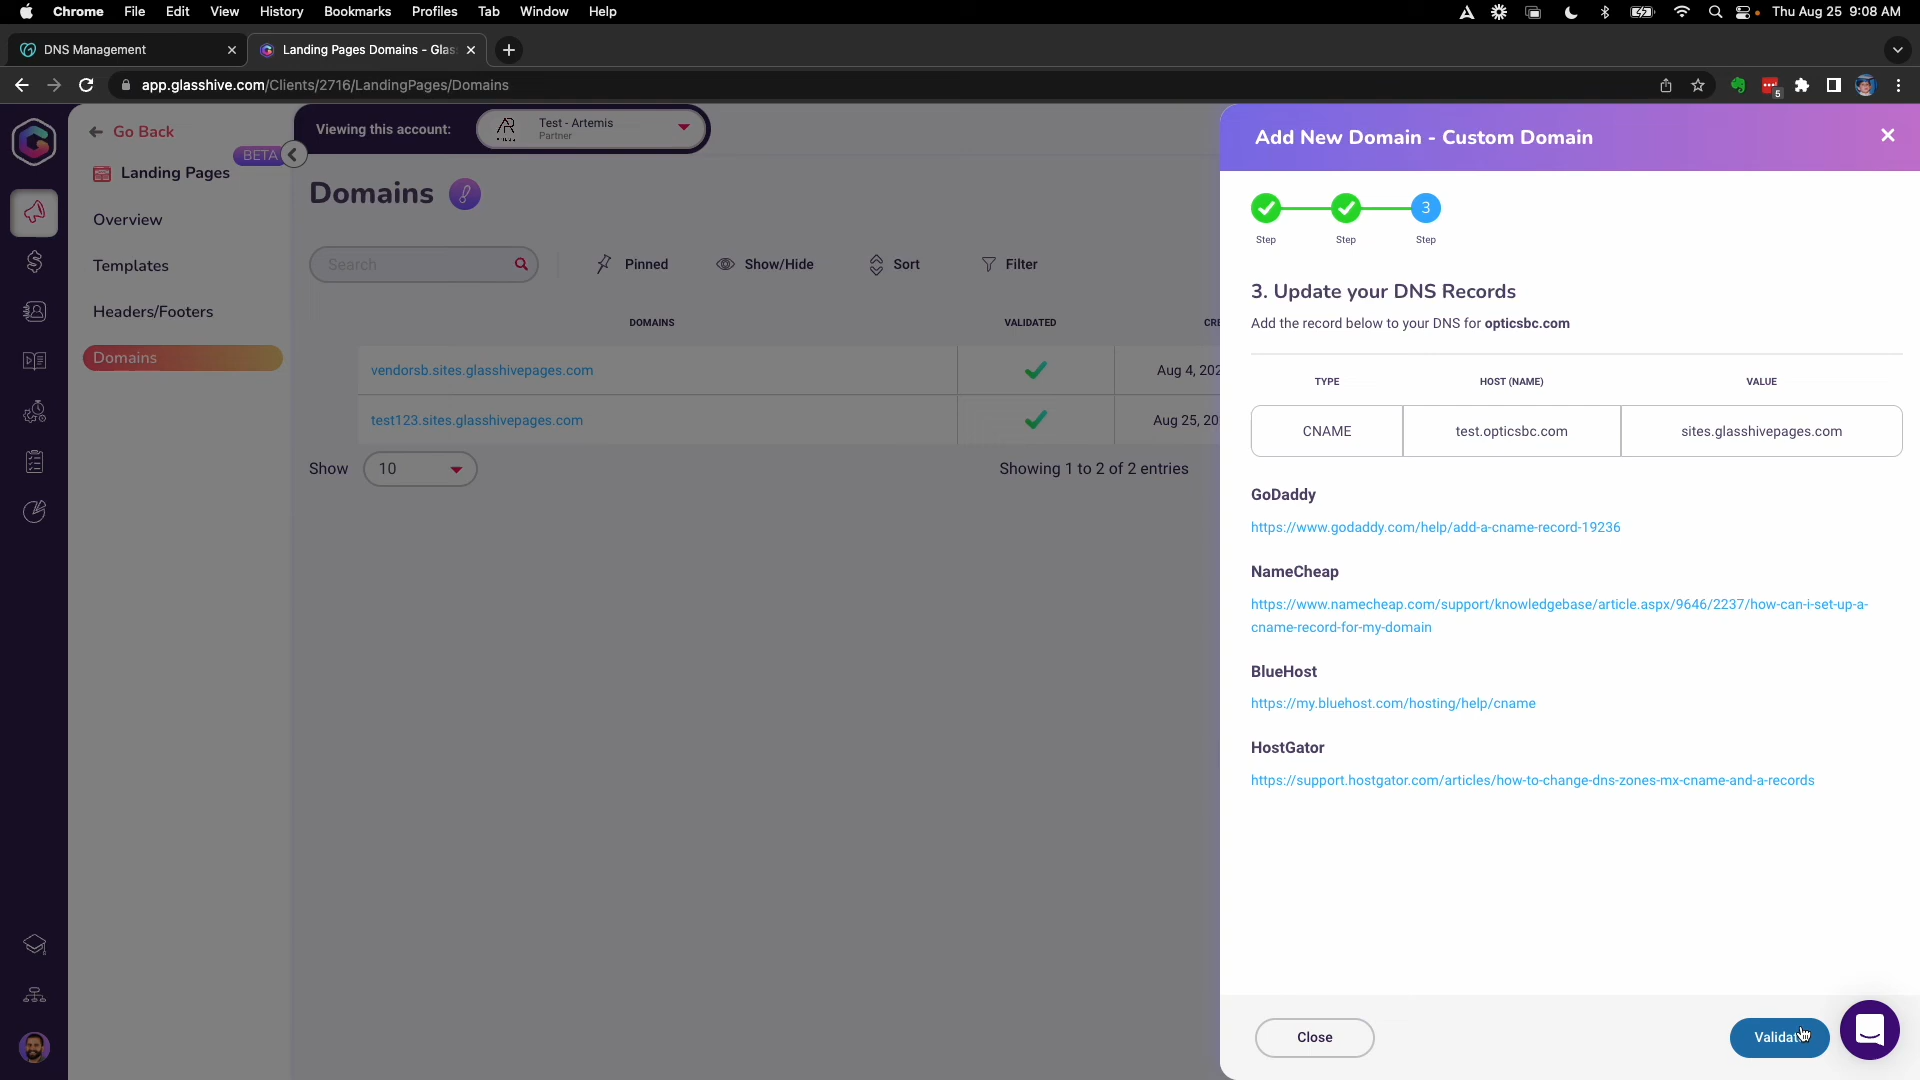 Chrome File Edit View History Bookmarks Profiles Tab Window Help Thu Aug 25 9:08 AM
DNS Management Landing Pages Domains - Glas
app.glasshive.com/Clients/2716/LandingPages/Domains
5
Go Back
Viewing this account:
Test - Artemis
Partner
BETA
Landing Pages
Overview
Templates
Headers/Footers
Domains
Domains
Search Pinned Show/Hide Sort Filter
DOMAINS VALIDATED CRE
vendorsb.sites.glasshivepages.com Aug 4, 202
test123.sites.glasshivepages.com Aug 25, 20
Show 10 Showing 1 to 2 of 2 entries
Add New Domain - Custom Domain
3
Step Step Step
3. Update your DNS Records
Add the record below to your DNS for opticsbc.com
TYPE HOST (NAME) VALUE
CNAME test.opticsbc.com sites.glasshivepages.com
GoDaddy
https://www.godaddy.com/help/add-a-cname-record-19236
NameCheap
https://www.namecheap.com/support/knowledgebase/article.aspx/9646/2237/how-can-i-set-up-a-
cname-record-for-my-domain
BlueHost
https://my.bluehost.com/hosting/help/cname
HostGator
https://support.hostgator.com/articles/how-to-change-dns-zones-mx-cname-and-a-records
Close